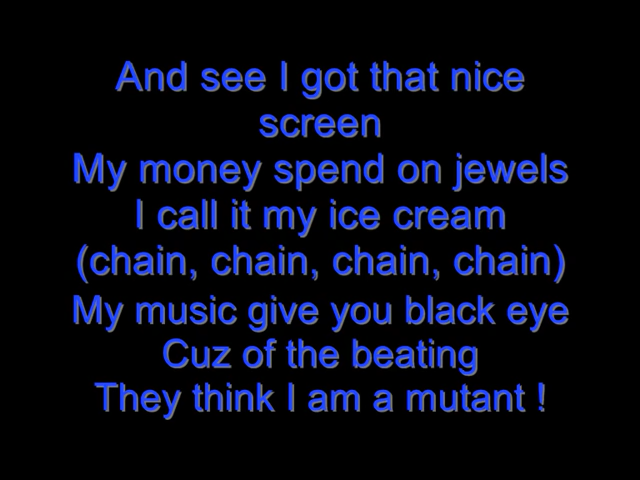 And see I got that nice
screen
My money spend on jewels
I call it my ice cream
(chain, chain, chain, chain)
My music give you black eye
Cuz of the beating
They think I am a mutant !